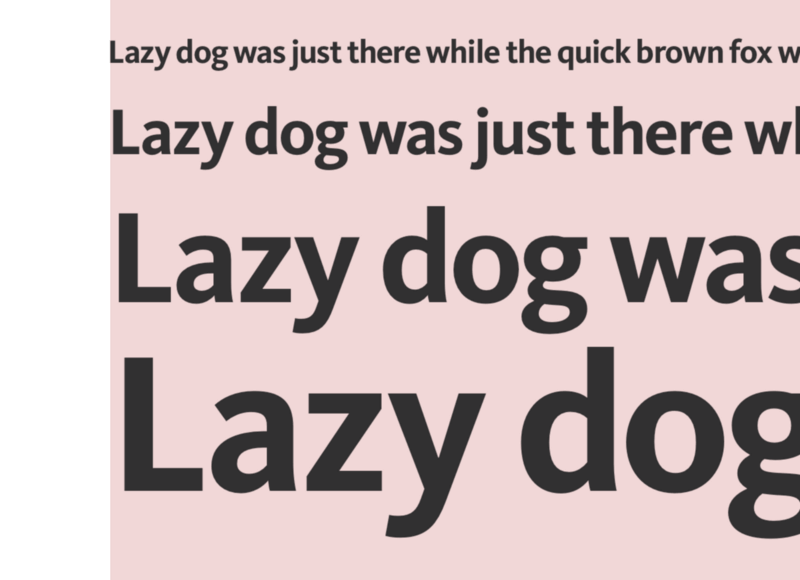 Lazy dog was just there while the quick brown fox
Lazy dog was just there
Lazy dog was
Lazy dog